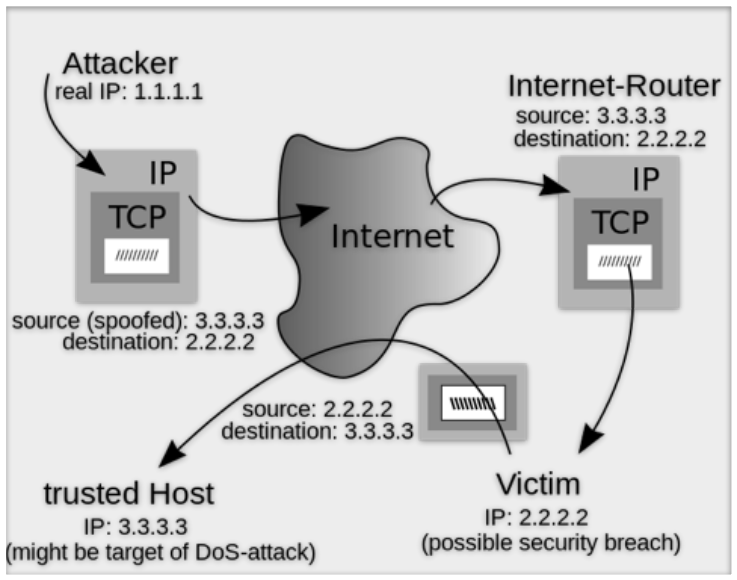 Attacker
real IP: 1.1.1.1
Internet-Router
source: 3.3.3.3
destination: 2.2.2.2
IP
TCP
//////////
Internet
IP
TCP
//////////
source (spoofed): 3.3.3.3
destination: 2.2.2.2
source: 2.2.2.2
destination: 3.3.3.3
\\\\\\\\\\
trusted Host
IP: 3.3.3.3
(might be target of DoS-attack)
Victim
IP: 2.2.2.2
(possible security breach)